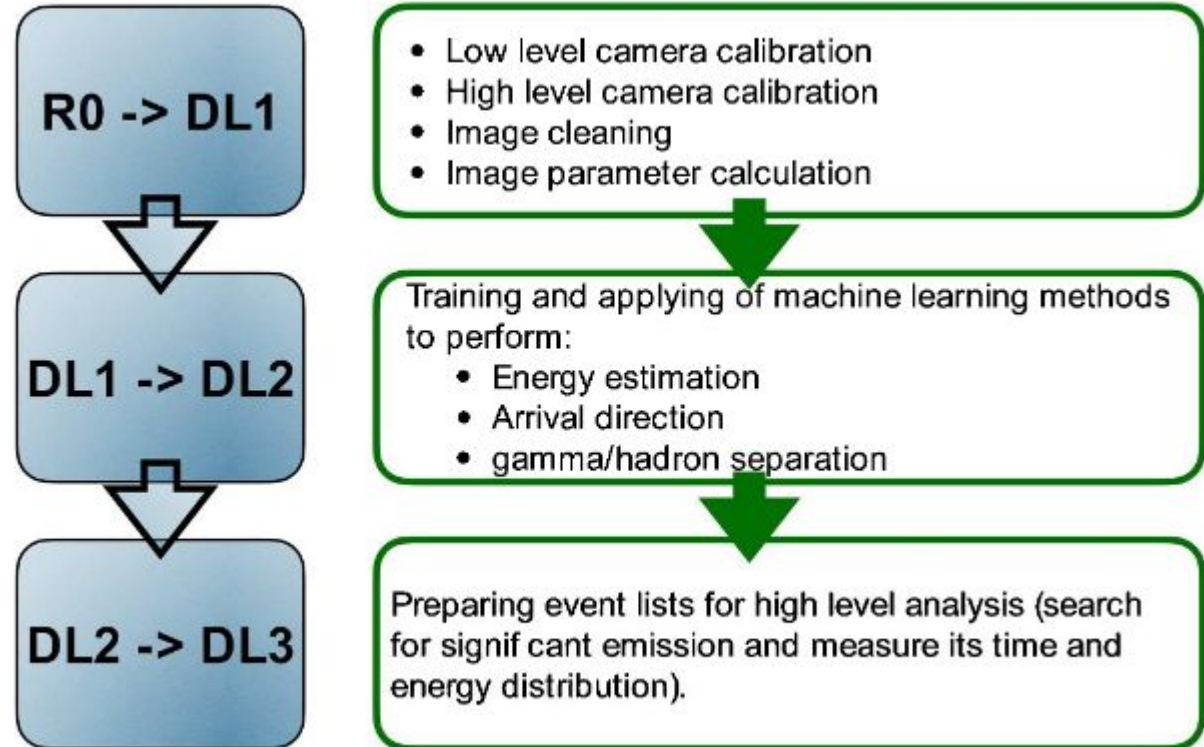 R0 -> DL1
• Low level camera calibration
• High level camera calibration
• Image cleaning
• Image parameter calculation
DL1 -> DL2
Training and applying of machine learning methods
to perform:
• Energy estimation
• Arrival direction
• gamma/hadron separation
DL2 -> DL3
Preparing event lists for high level analysis (search
for signif cant emission and measure its time and
energy distribution).